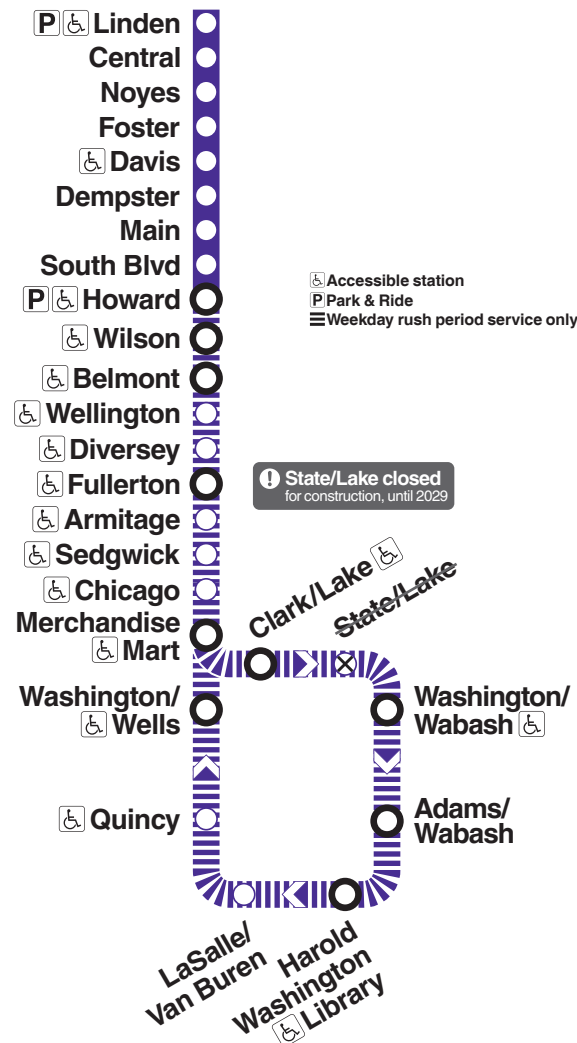 P Linden
Central
Noyes
Foster
Davis
Dempster
Main
South Blvd
P Howard
Wilson
Belmont
Wellington
Diversey
Fullerton
Armitage
Sedgwick
Chicago
Merchandise
Mart
Accessible station
P Park & Ride
Weekday rush period service only
! State/Lake closed
for construction, until 2029
Clark/Lake
State/Lake
Washington/
Wells
Washington/
Wabash
Quincy
Adams/
Wabash
LaSalle/
Van Buren
Harold
Washington
Library